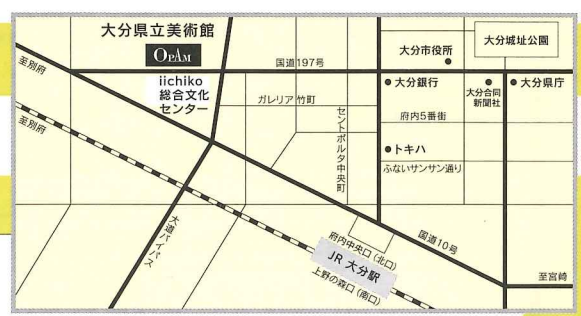 大分県立美術館
OPAM
至別府
国道197号
大分市役所
大分城址公園
iichiko
総合文化
センター
ガレリア竹町
セントポルタ中央町
大分銀行
大分合同
新聞社
大分県庁
府内5番街
トキハ
ふないサンサン通り
至別府
大道バイパス
府内中央口(北口)
JR 大分駅
上野の森口(南口)
国道10号
至宮崎